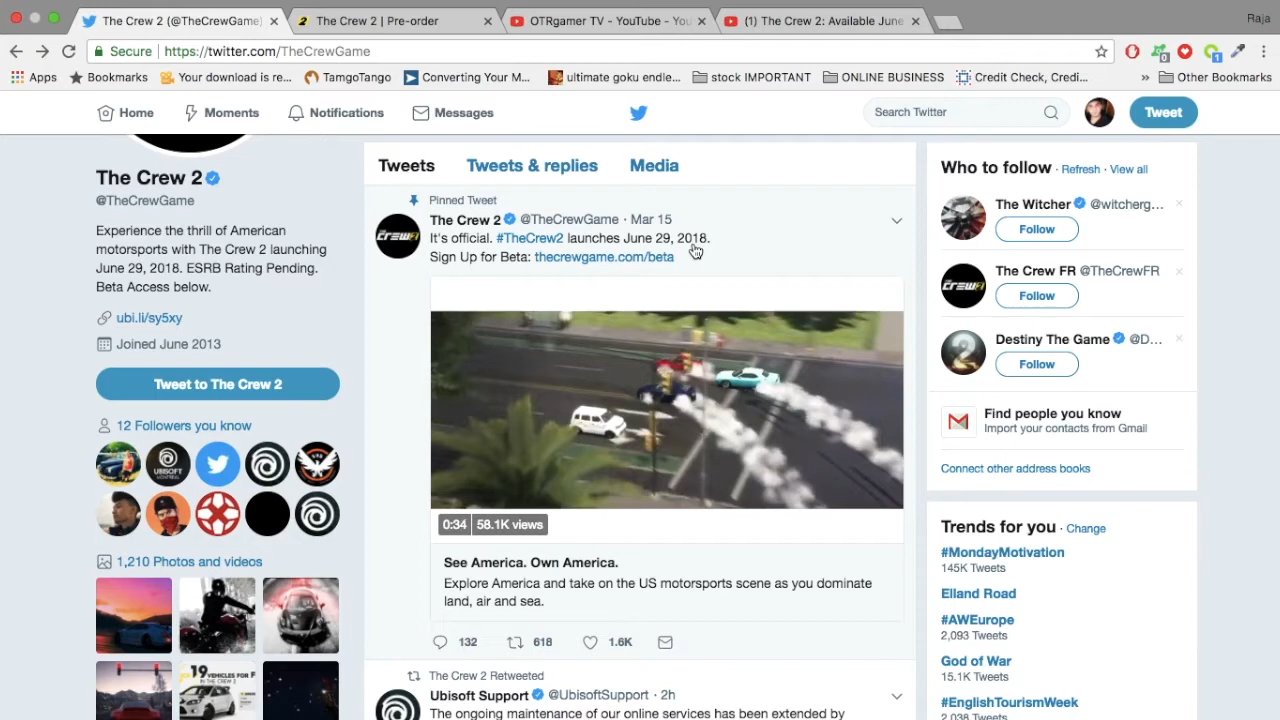 The Crew 2 (@TheCrewGame)
The Crew 2 | Pre-order
OTRgamer TV - YouTube - You
(1) The Crew 2: Available June
Raja
Secure
https://twitter.com/TheCrewGame
Apps
Bookmarks
Your download is re...
TamgoTango
Converting Your M...
ultimate goku endle...
stock IMPORTANT
ONLINE BUSINESS
Credit Check, Credi...
»
Other Bookmarks
Home
Moments
Notifications
Messages
Search Twitter
Tweet
The Crew 2
@TheCrewGame
Experience the thrill of American
motorsports with The Crew 2 launching
June 29, 2018. ESRB Rating Pending.
Beta Access below.
ubi.li/sy5xy
Joined June 2013
Tweet to The Crew 2
12 Followers you know
1,210 Photos and videos
Tweets
Tweets & replies
Media
Pinned Tweet
The Crew 2 @TheCrewGame · Mar 15
It's official. #TheCrew2 launches June 29, 2018.
Sign Up for Beta: thecrewgame.com/beta
0:34 58.1K views
See America. Own America.
Explore America and take on the US motorsports scene as you dominate
land, air and sea.
132
618
1.6K
The Crew 2 Retweeted
Ubisoft Support @UbisoftSupport · 2h
The ongoing maintenance of our online services has been extended by
Who to follow · Refresh · View all
The Witcher @witcherg...
Follow
The Crew FR @TheCrewFR
Follow
Destiny The Game @D...
Follow
Find people you know
Import your contacts from Gmail
Connect other address books
Trends for you · Change
#MondayMotivation
145K Tweets
Elland Road
#AWEurope
2,093 Tweets
God of War
15.1K Tweets
#EnglishTourismWeek
2,038 Tweets